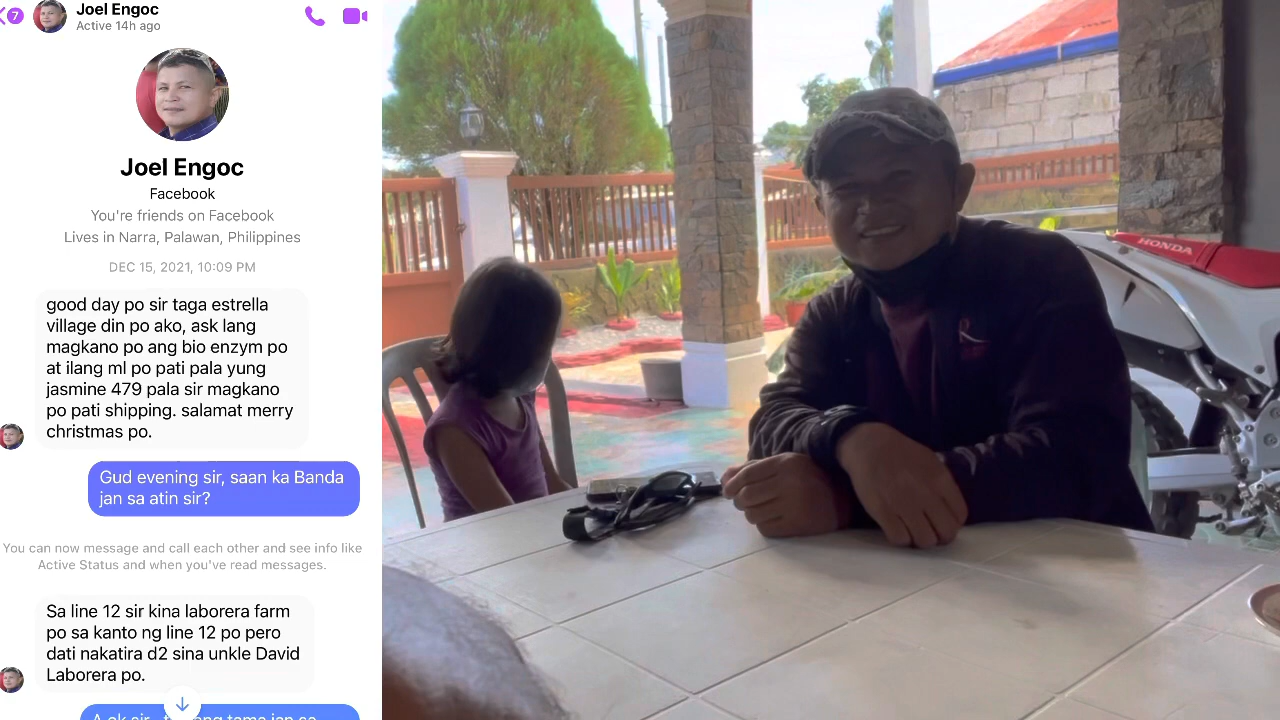 7
Joel Engoc
Active 14h ago
Joel Engoc
Facebook
You're friends on Facebook
Lives in Narra, Palawan, Philippines
DEC 15, 2021, 10:09 PM
good day po sir taga estrella
village din po ako, ask lang
magkano po ang bio enzym po
at ilang ml po pati pala yung
jasmine 479 pala sir magkano
po pati shipping. salamat merry
christmas po.
Gud evening sir, saan ka Banda
jan sa atin sir?
You can now message and call each other and see info like
Active Status and when you've read messages.
Sa line 12 sir kina laborera farm
po sa kanto ng line 12 po pero
dati nakatira d2 sina unkle David
Laborera po.
A ok sir
HONDA